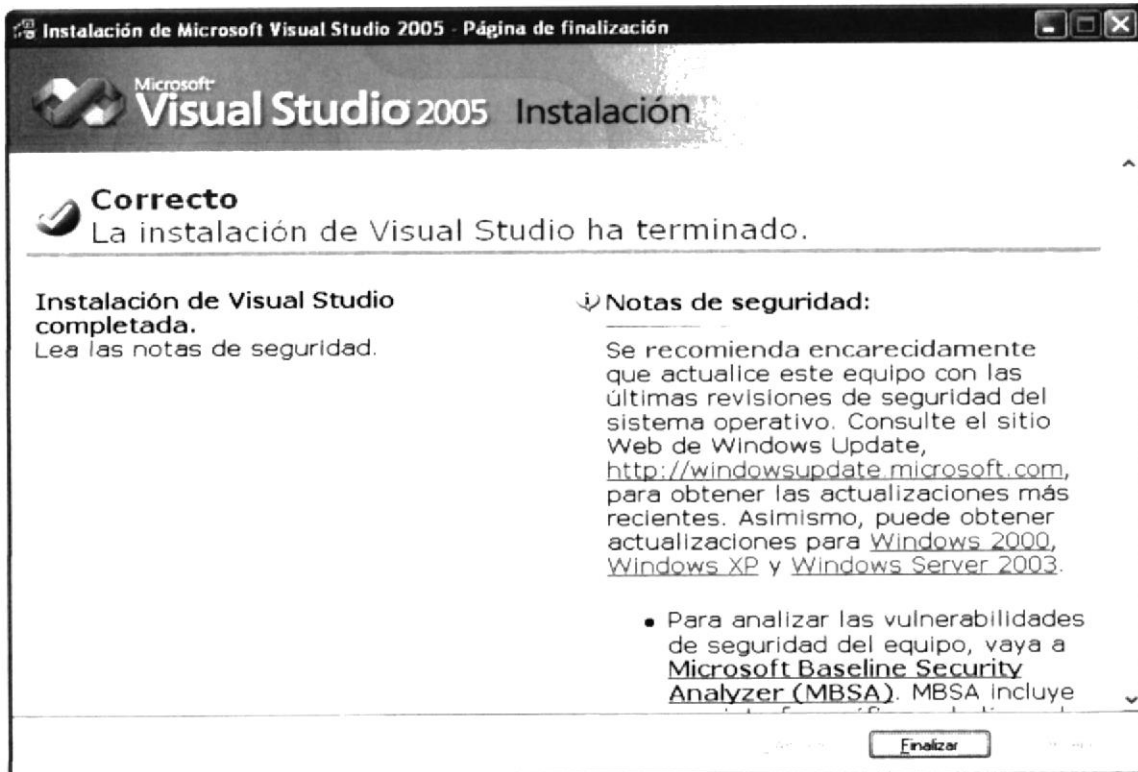 Instalación de Microsoft Visual Studio 2005 - Página de finalización
Microsoft
Visual Studio 2005 Instalación
Correcto
La instalación de Visual Studio ha terminado.
Instalación de Visual Studio
completada.
Lea las notas de seguridad.
Notas de seguridad:
Se recomienda encarecidamente
que actualice este equipo con las
últimas revisiones de seguridad del
sistema operativo. Consulte el sitio
Web de Windows Update,
http://windowsupdate.microsoft.com,
para obtener las actualizaciones más
recientes. Asimismo, puede obtener
actualizaciones para Windows 2000,
Windows XP y Windows Server 2003.
• Para analizar las vulnerabilidades
de seguridad del equipo, vaya a
Microsoft Baseline Security
Analyzer (MBSA). MBSA incluye
Finalizar